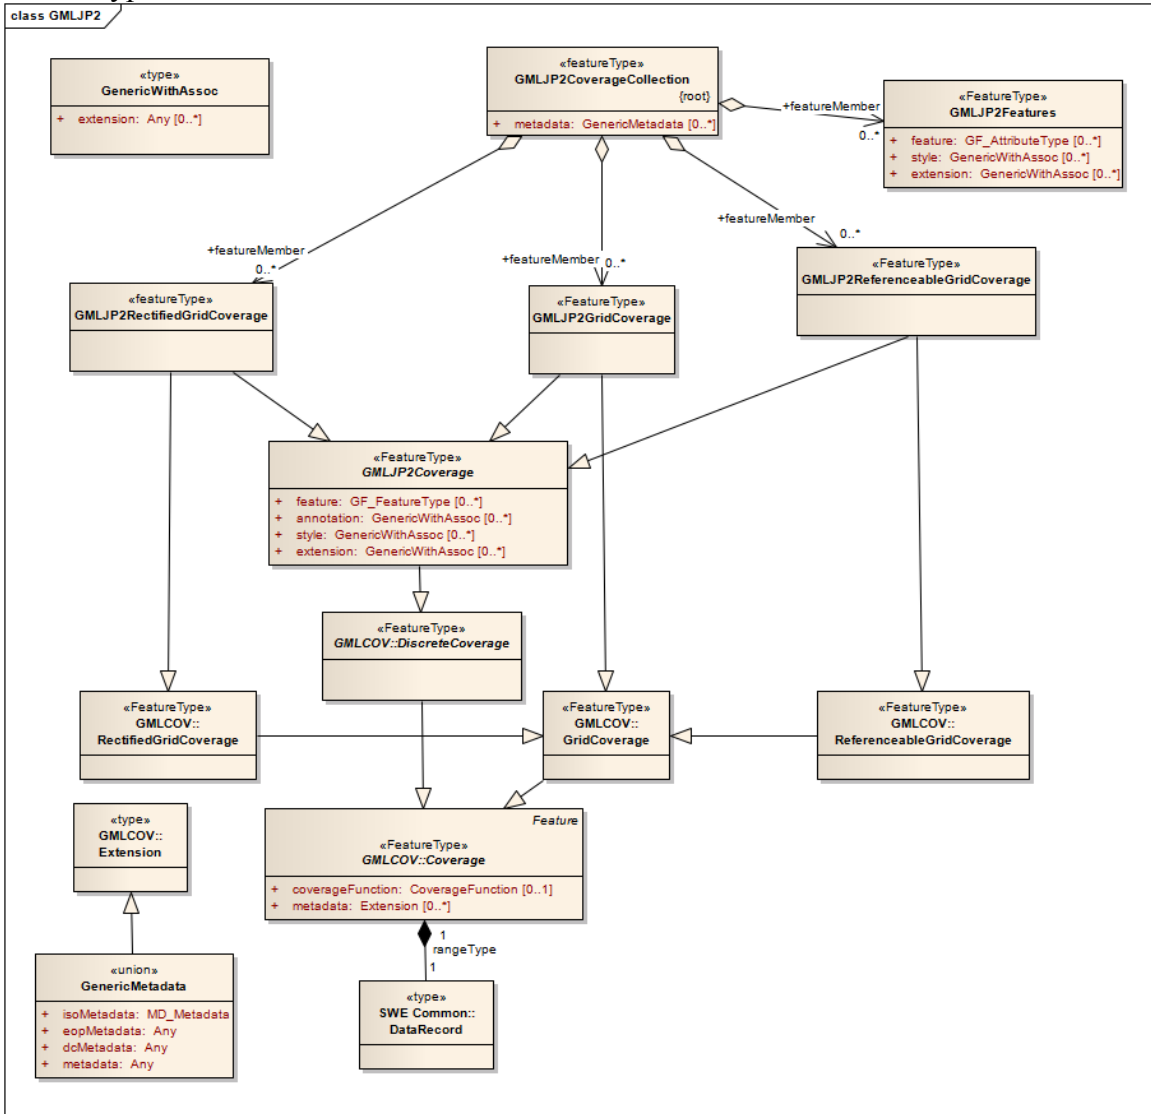 class GMLJP2
«type»
GenericWithAssoc
+ extension: Any [0..*]
«featureType»
GMLJP2CoverageCollection
{root}
+ metadata: GenericMetadata [0..*]
+featureMember
0..*
«FeatureType»
GMLJP2Features
+ feature: GF_AttributeType [0..*]
+ style: GenericWithAssoc [0..*]
+ extension: GenericWithAssoc [0..*]
+featureMember
0..*
+featureMember
0..*
+featureMember
0..*
«featureType»
GMLJP2RectifiedGridCoverage
«FeatureType»
GMLJP2GridCoverage
«FeatureType»
GMLJP2ReferenceableGridCoverage
«FeatureType»
GMLJP2Coverage
+ feature: GF_FeatureType [0..*]
+ annotation: GenericWithAssoc [0..*]
+ style: GenericWithAssoc [0..*]
+ extension: GenericWithAssoc [0..*]
«FeatureType»
GMLCOV::DiscreteCoverage
«FeatureType»
GMLCOV::
RectifiedGridCoverage
«FeatureType»
GMLCOV::
GridCoverage
«FeatureType»
GMLCOV::
ReferenceableGridCoverage
«type»
GMLCOV::
Extension
Feature
«FeatureType»
GMLCOV::Coverage
+ coverageFunction: CoverageFunction [0..1]
+ metadata: Extension [0..*]
1
rangeType
1
«union»
GenericMetadata
+ isoMetadata: MD_Metadata
+ eopMetadata: Any
+ dcMetadata: Any
+ metadata: Any
«type»
SWE Common::
DataRecord